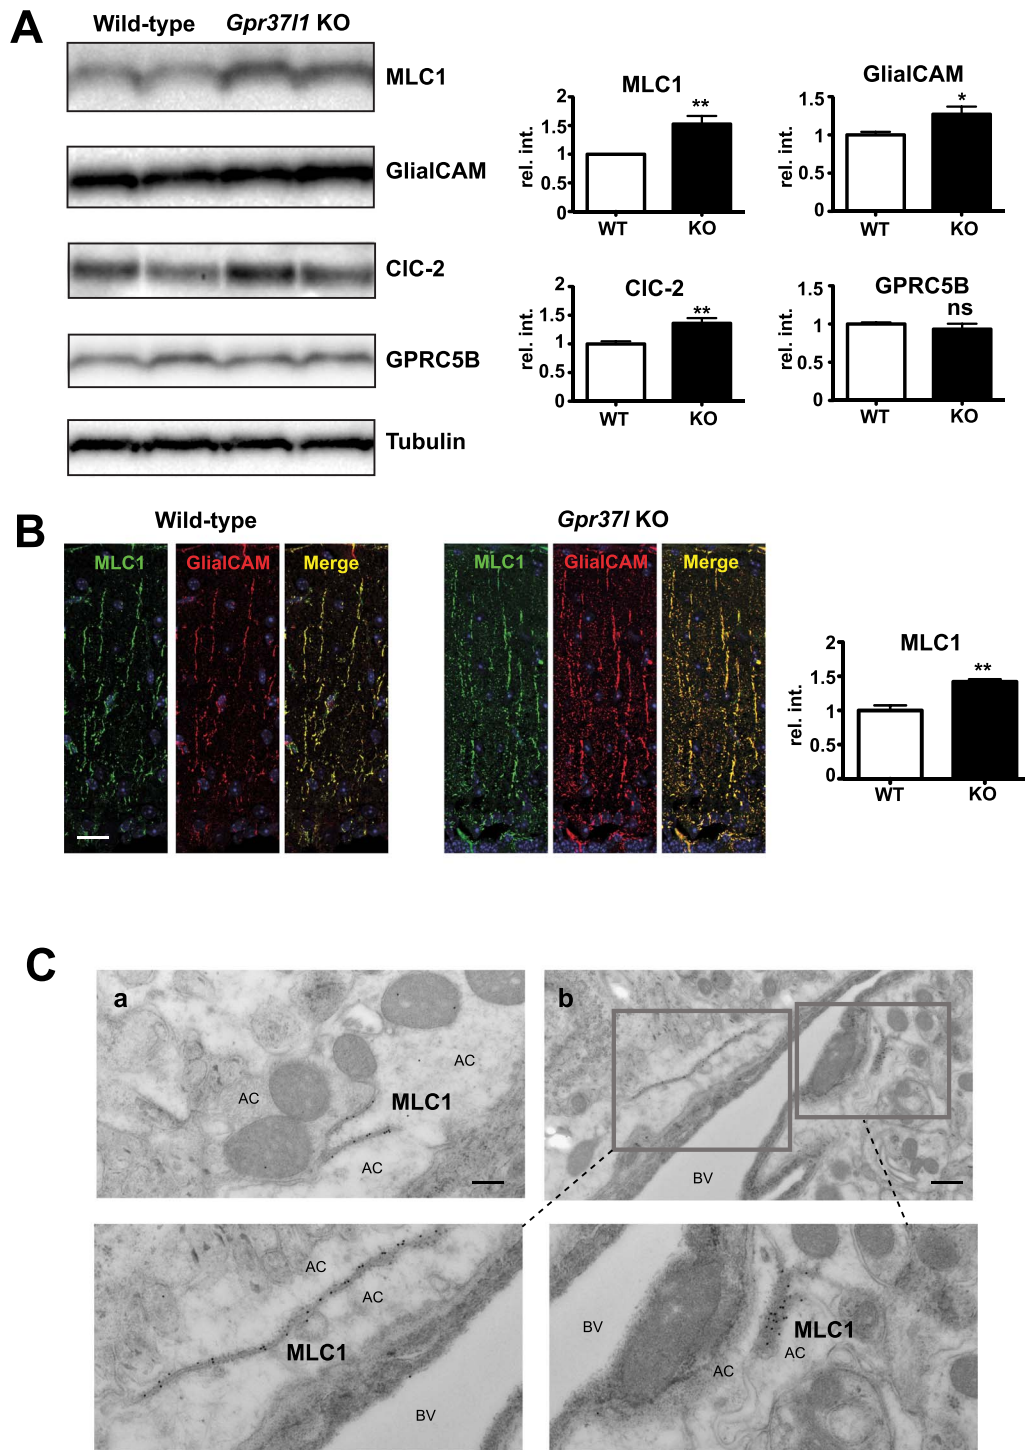 A
Wild-type Gpr37l1 KO
MLC1
GlialCAM
ClC-2
GPRC5B
Tubulin
MLC1
rel. int.
2
1.5
1
0.5
0
**
WT KO
GlialCAM
rel. int.
1.5
1
0.5
0
*
WT KO
ClC-2
rel. int.
2
1.5
1
0.5
0
**
WT KO
GPRC5B
rel. int.
1.5
1
0.5
0
ns
WT KO
B
Wild-type
MLC1 GlialCAM Merge
Gpr37l KO
MLC1 GlialCAM Merge
MLC1
rel. int.
2
1.5
1
0.5
0
**
WT KO
C
a
AC
AC
MLC1
AC
b
BV
AC
AC
MLC1
BV
BV
MLC1
AC
AC